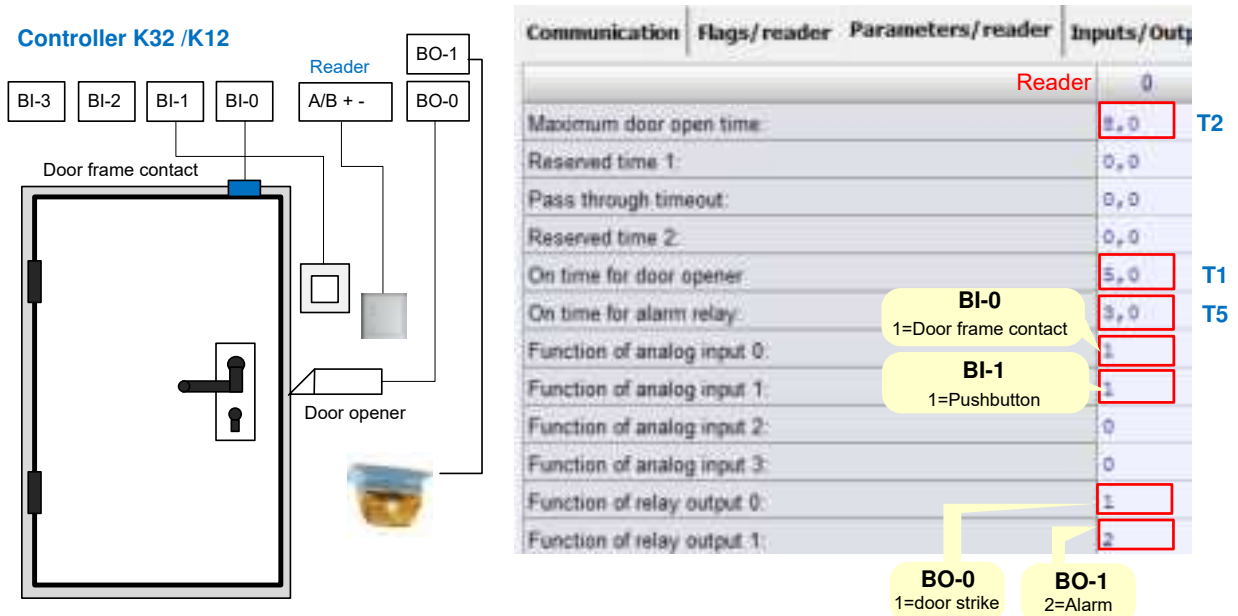 Controller K32 /K12
BO-1
Reader
BI-3
BI-2
BI-1
BI-0
A/B + -
BO-0
Door frame contact
Door opener
Communication
Flags/reader
Parameters/reader
Inputs/Outp
Reader 0
Maximum door open time: 8,0 T2
Reserved time 1: 0,0
Pass through timeout: 0,0
Reserved time 2: 0,0
On time for door opener 5,0 T1
On time for alarm relay: 3,0 T5
BI-0
1=Door frame contact
Function of analog input 0: 1
BI-1
1=Pushbutton
Function of analog input 1: 1
Function of analog input 2: 0
Function of analog input 3: 0
Function of relay output 0: 1
Function of relay output 1: 2
BO-0
1=door strike
BO-1
2=Alarm